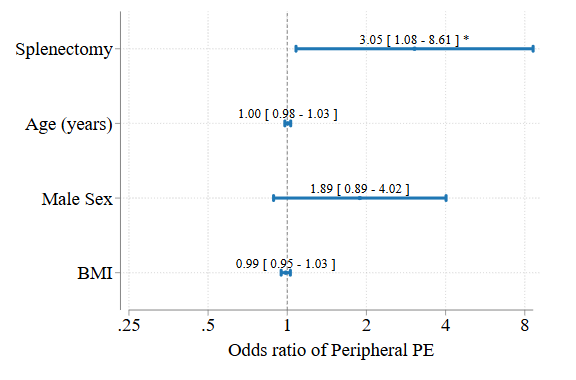 Splenectomy
3.05 [ 1.08 - 8.61 ] *
Age (years)
1.00 [ 0.98 - 1.03 ]
Male Sex
1.89 [ 0.89 - 4.02 ]
BMI
0.99 [ 0.95 - 1.03 ]
.25 .5 1 2 4 8
Odds ratio of Peripheral PE